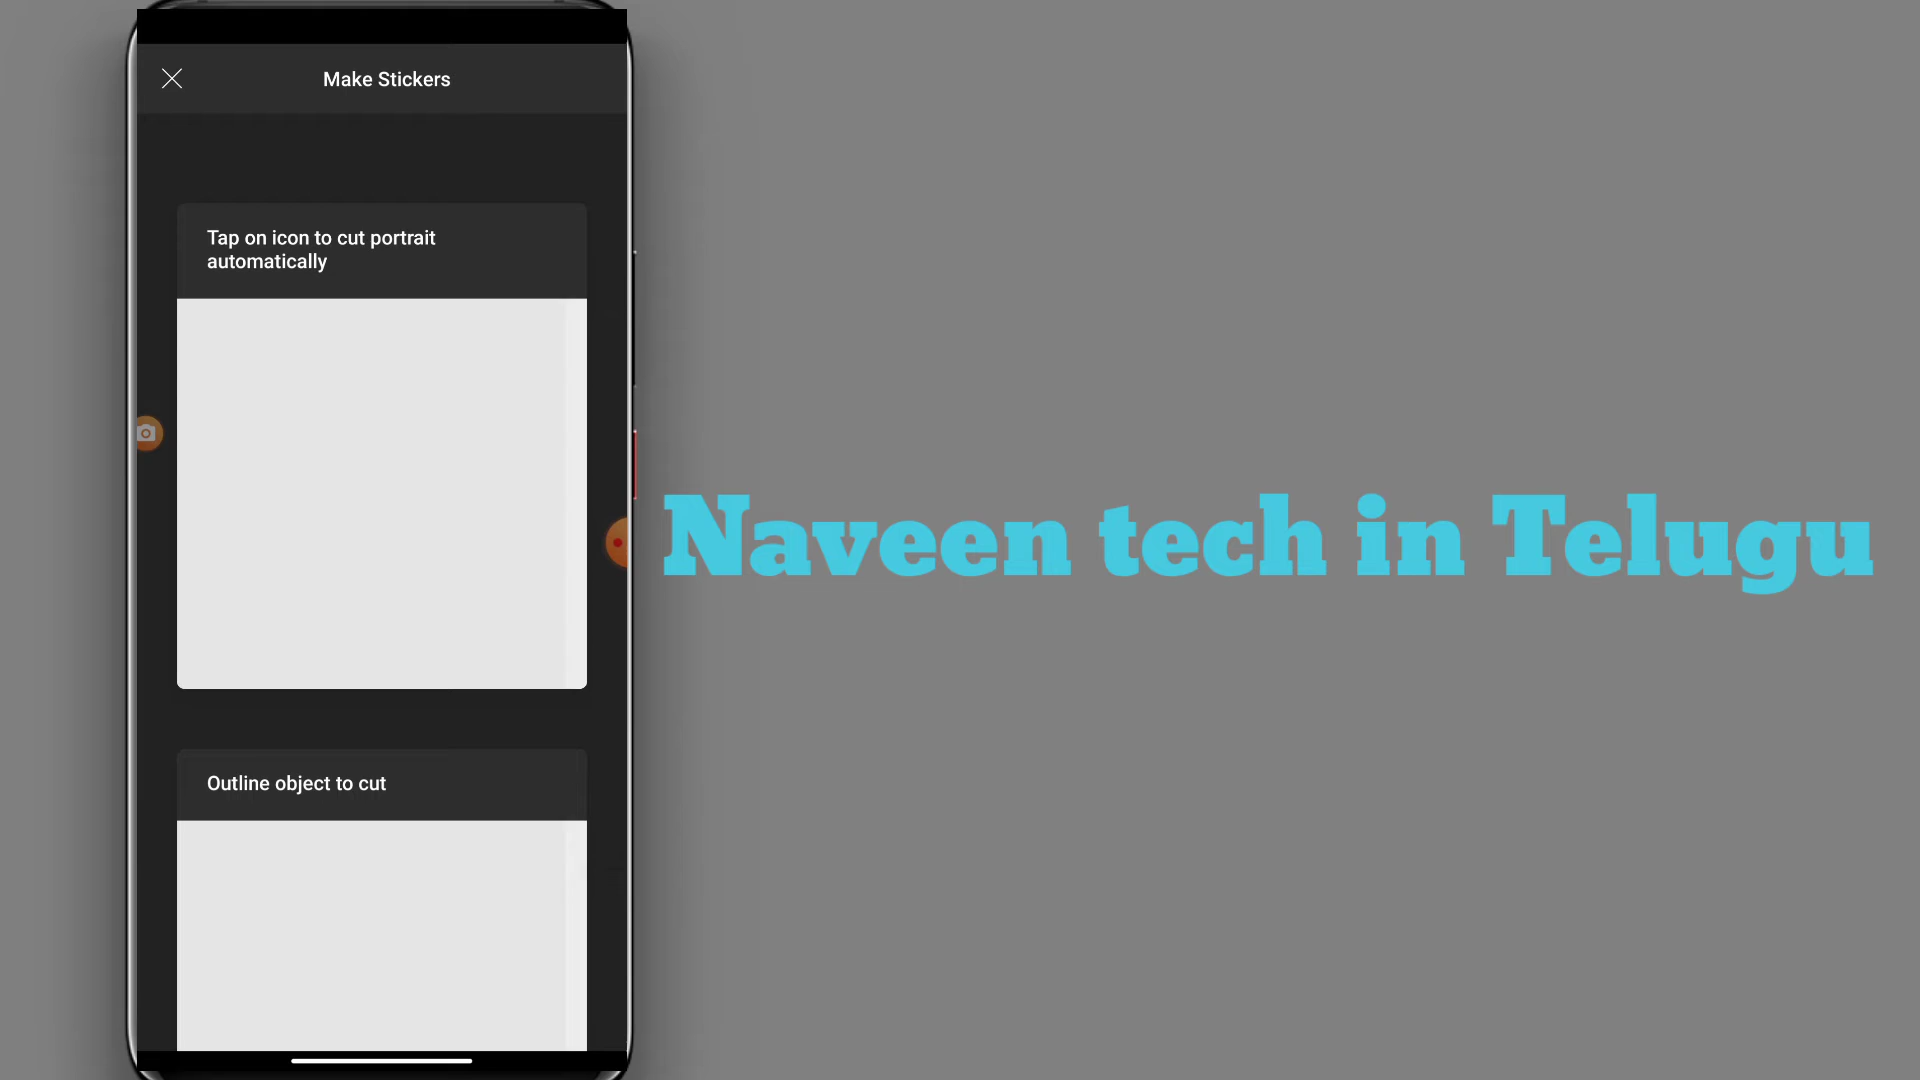 Make Stickers
Tap on icon to cut portrait
automatically
Outline object to cut
Naveen tech in Telugu